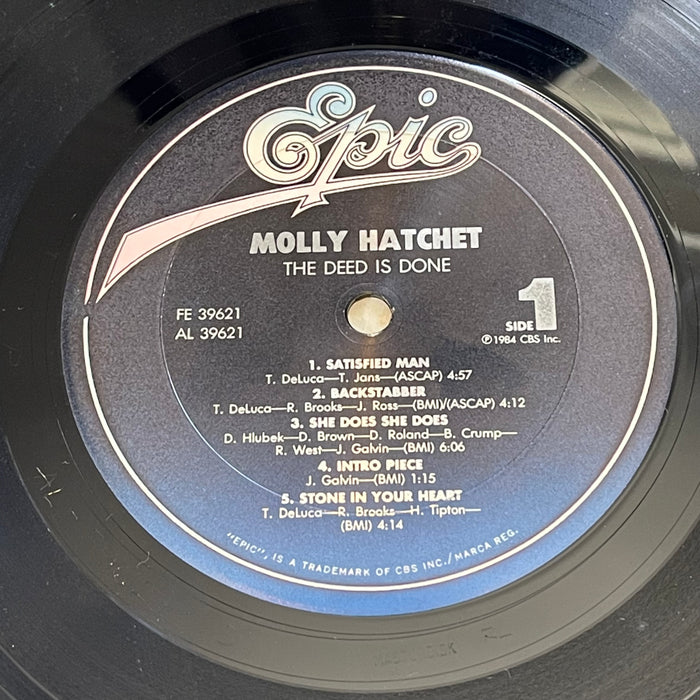 Epic
MOLLY HATCHET
THE DEED IS DONE
FE 39621
AL 39621
SIDE 1
℗1984 CBS Inc.
1. SATISFIED MAN
T. DeLuca—T. Jans—(ASCAP) 4:57
2. BACKSTABBER
T. DeLuca—R. Brooks—J. Ross—(BMI)/(ASCAP) 4:12
3. SHE DOES SHE DOES
D. Hlubek—D. Brown—D. Roland—B. Crump—
R. West—J. Galvin—(BMI) 6:06
4. INTRO PIECE
J. Galvin—(BMI) 1:15
5. STONE IN YOUR HEART
T. DeLuca—R. Brooks—H. Tipton—
(BMI) 4:14
"EPIC", IS A TRADEMARK OF CBS INC./MARCA REG.